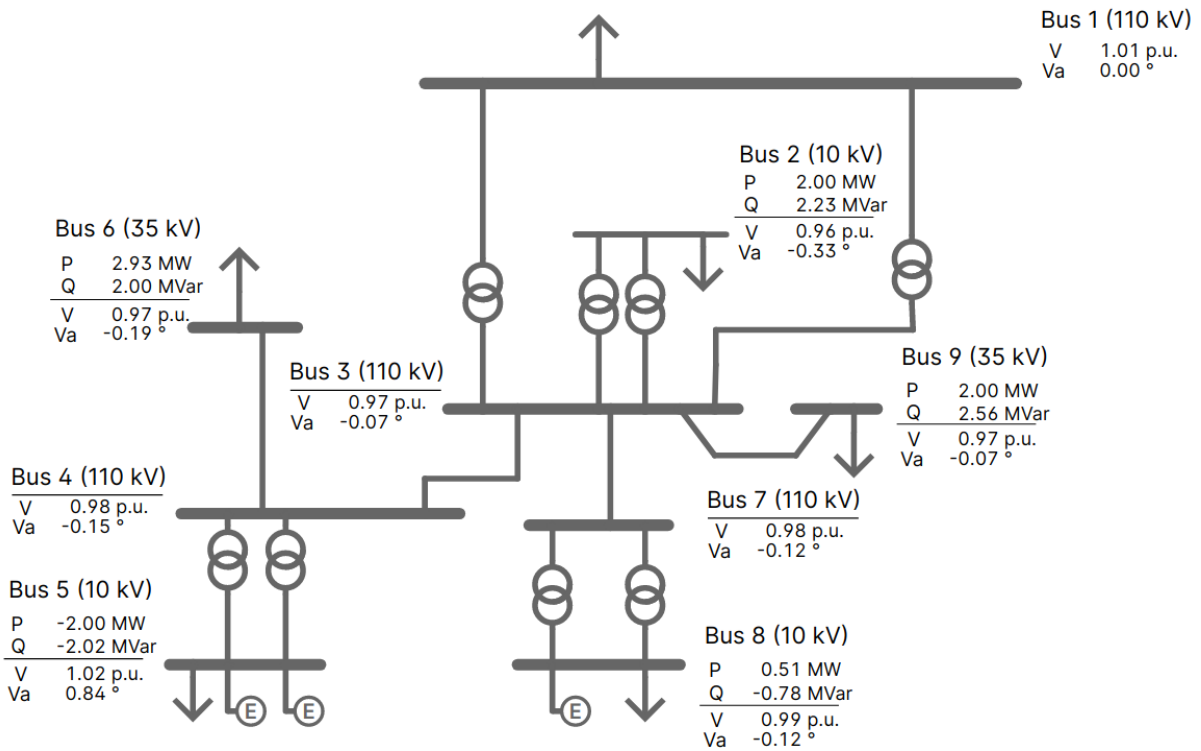 Bus 1 (110 kV)
V 1.01 p.u.
Va 0.00 °
Bus 2 (10 kV)
P 2.00 MW
Q 2.23 MVar
V 0.96 p.u.
Va -0.33 °
Bus 6 (35 kV)
P 2.93 MW
Q 2.00 MVar
V 0.97 p.u.
Va -0.19 °
Bus 3 (110 kV)
V 0.97 p.u.
Va -0.07 °
Bus 9 (35 kV)
P 2.00 MW
Q 2.56 MVar
V 0.97 p.u.
Va -0.07 °
Bus 4 (110 kV)
V 0.98 p.u.
Va -0.15 °
Bus 7 (110 kV)
V 0.98 p.u.
Va -0.12 °
Bus 5 (10 kV)
P -2.00 MW
Q -2.02 MVar
V 1.02 p.u.
Va 0.84 °
E E
Bus 8 (10 kV)
P 0.51 MW
Q -0.78 MVar
V 0.99 p.u.
Va -0.12 °
E